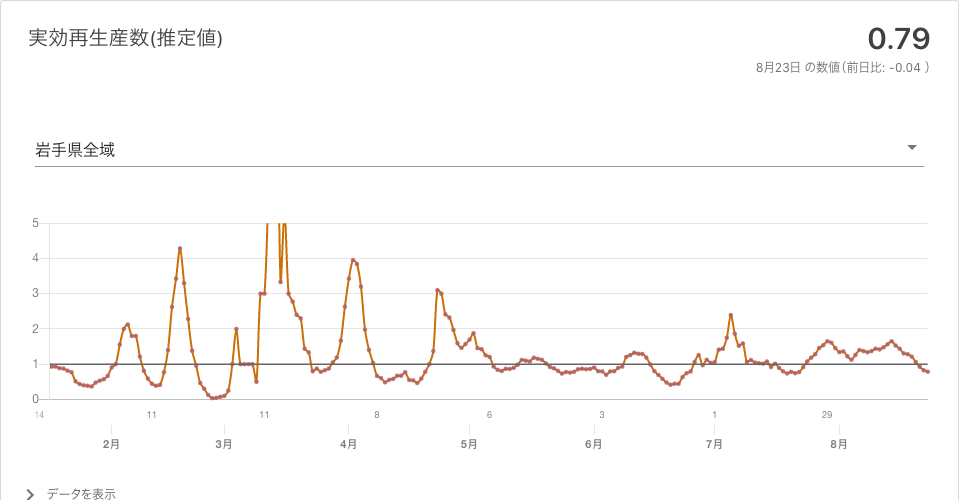 実効再生産数(推定値)
0.79
8月23日 の数値(前日比: -0.04 )
岩手県全域
5
4
3
2
1
0
14 11 11 8 6 3 1 29
2月 3月 4月 5月 6月 7月 8月
データを表示